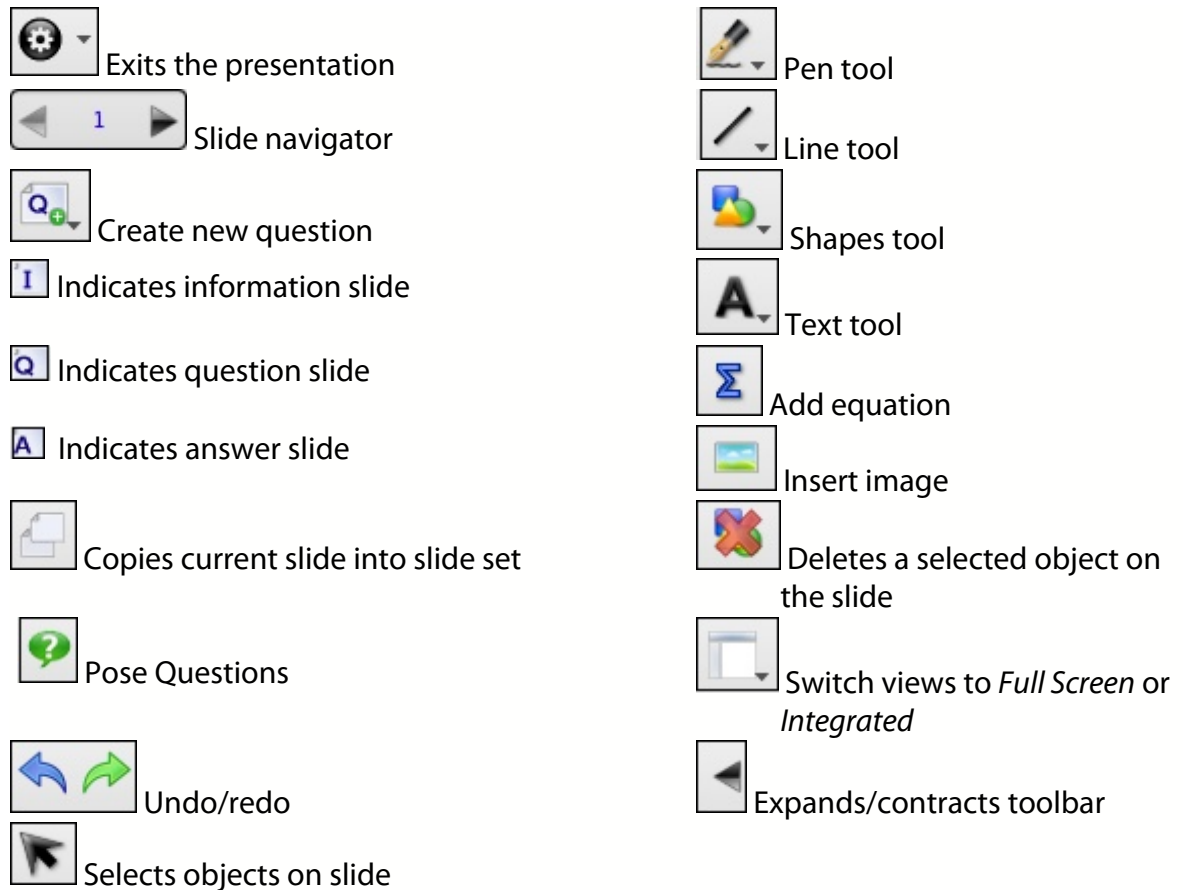 Exits the presentation
1
Slide navigator
Q
Create new question
I
Indicates information slide
Q
Indicates question slide
A
Indicates answer slide
Copies current slide into slide set
?
Pose Questions
Undo/redo
Selects objects on slide
Pen tool
Line tool
Shapes tool
A
Text tool
Σ
Add equation
Insert image
Deletes a selected object on
the slide
Switch views to Full Screen or
Integrated
Expands/contracts toolbar